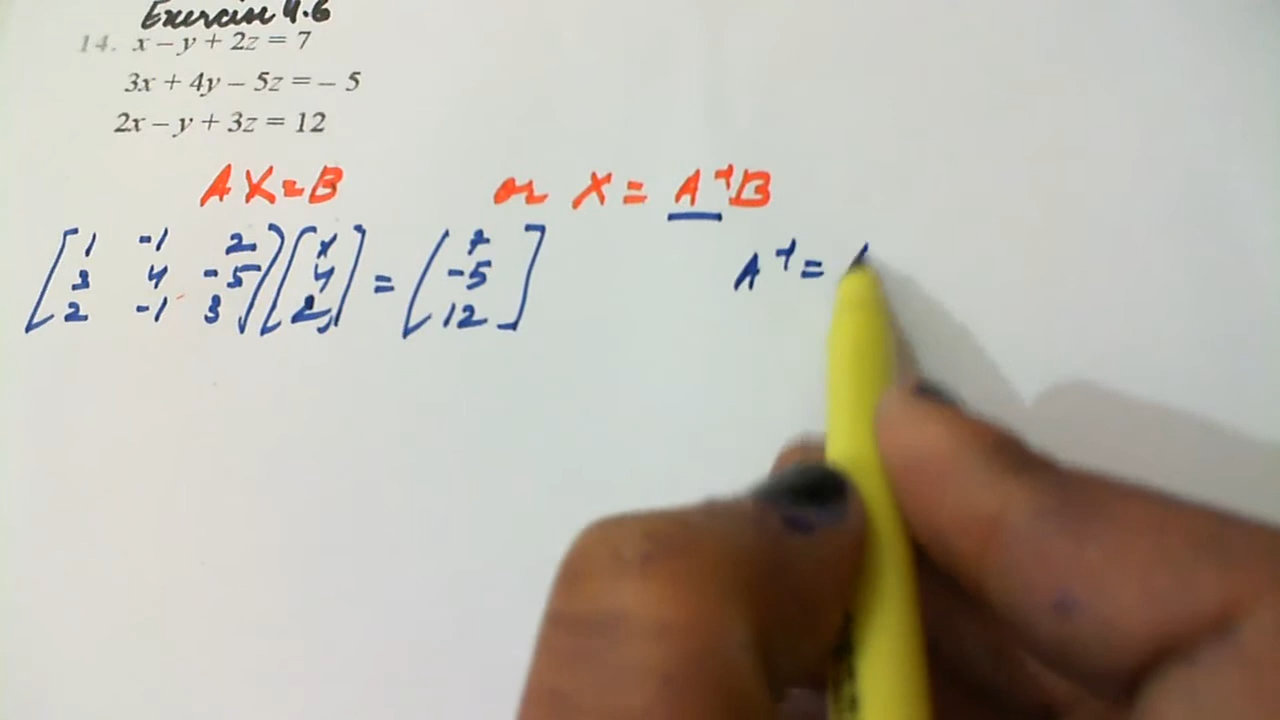 Exercise 4.6
14. x – y + 2z = 7
3x + 4y – 5z = – 5
2x – y + 3z = 12
AX=B or X = A⁻¹B
[1 -1 2 3 4 -5 2 -1 3] [x y z] = [7 -5 12] A⁻¹ =